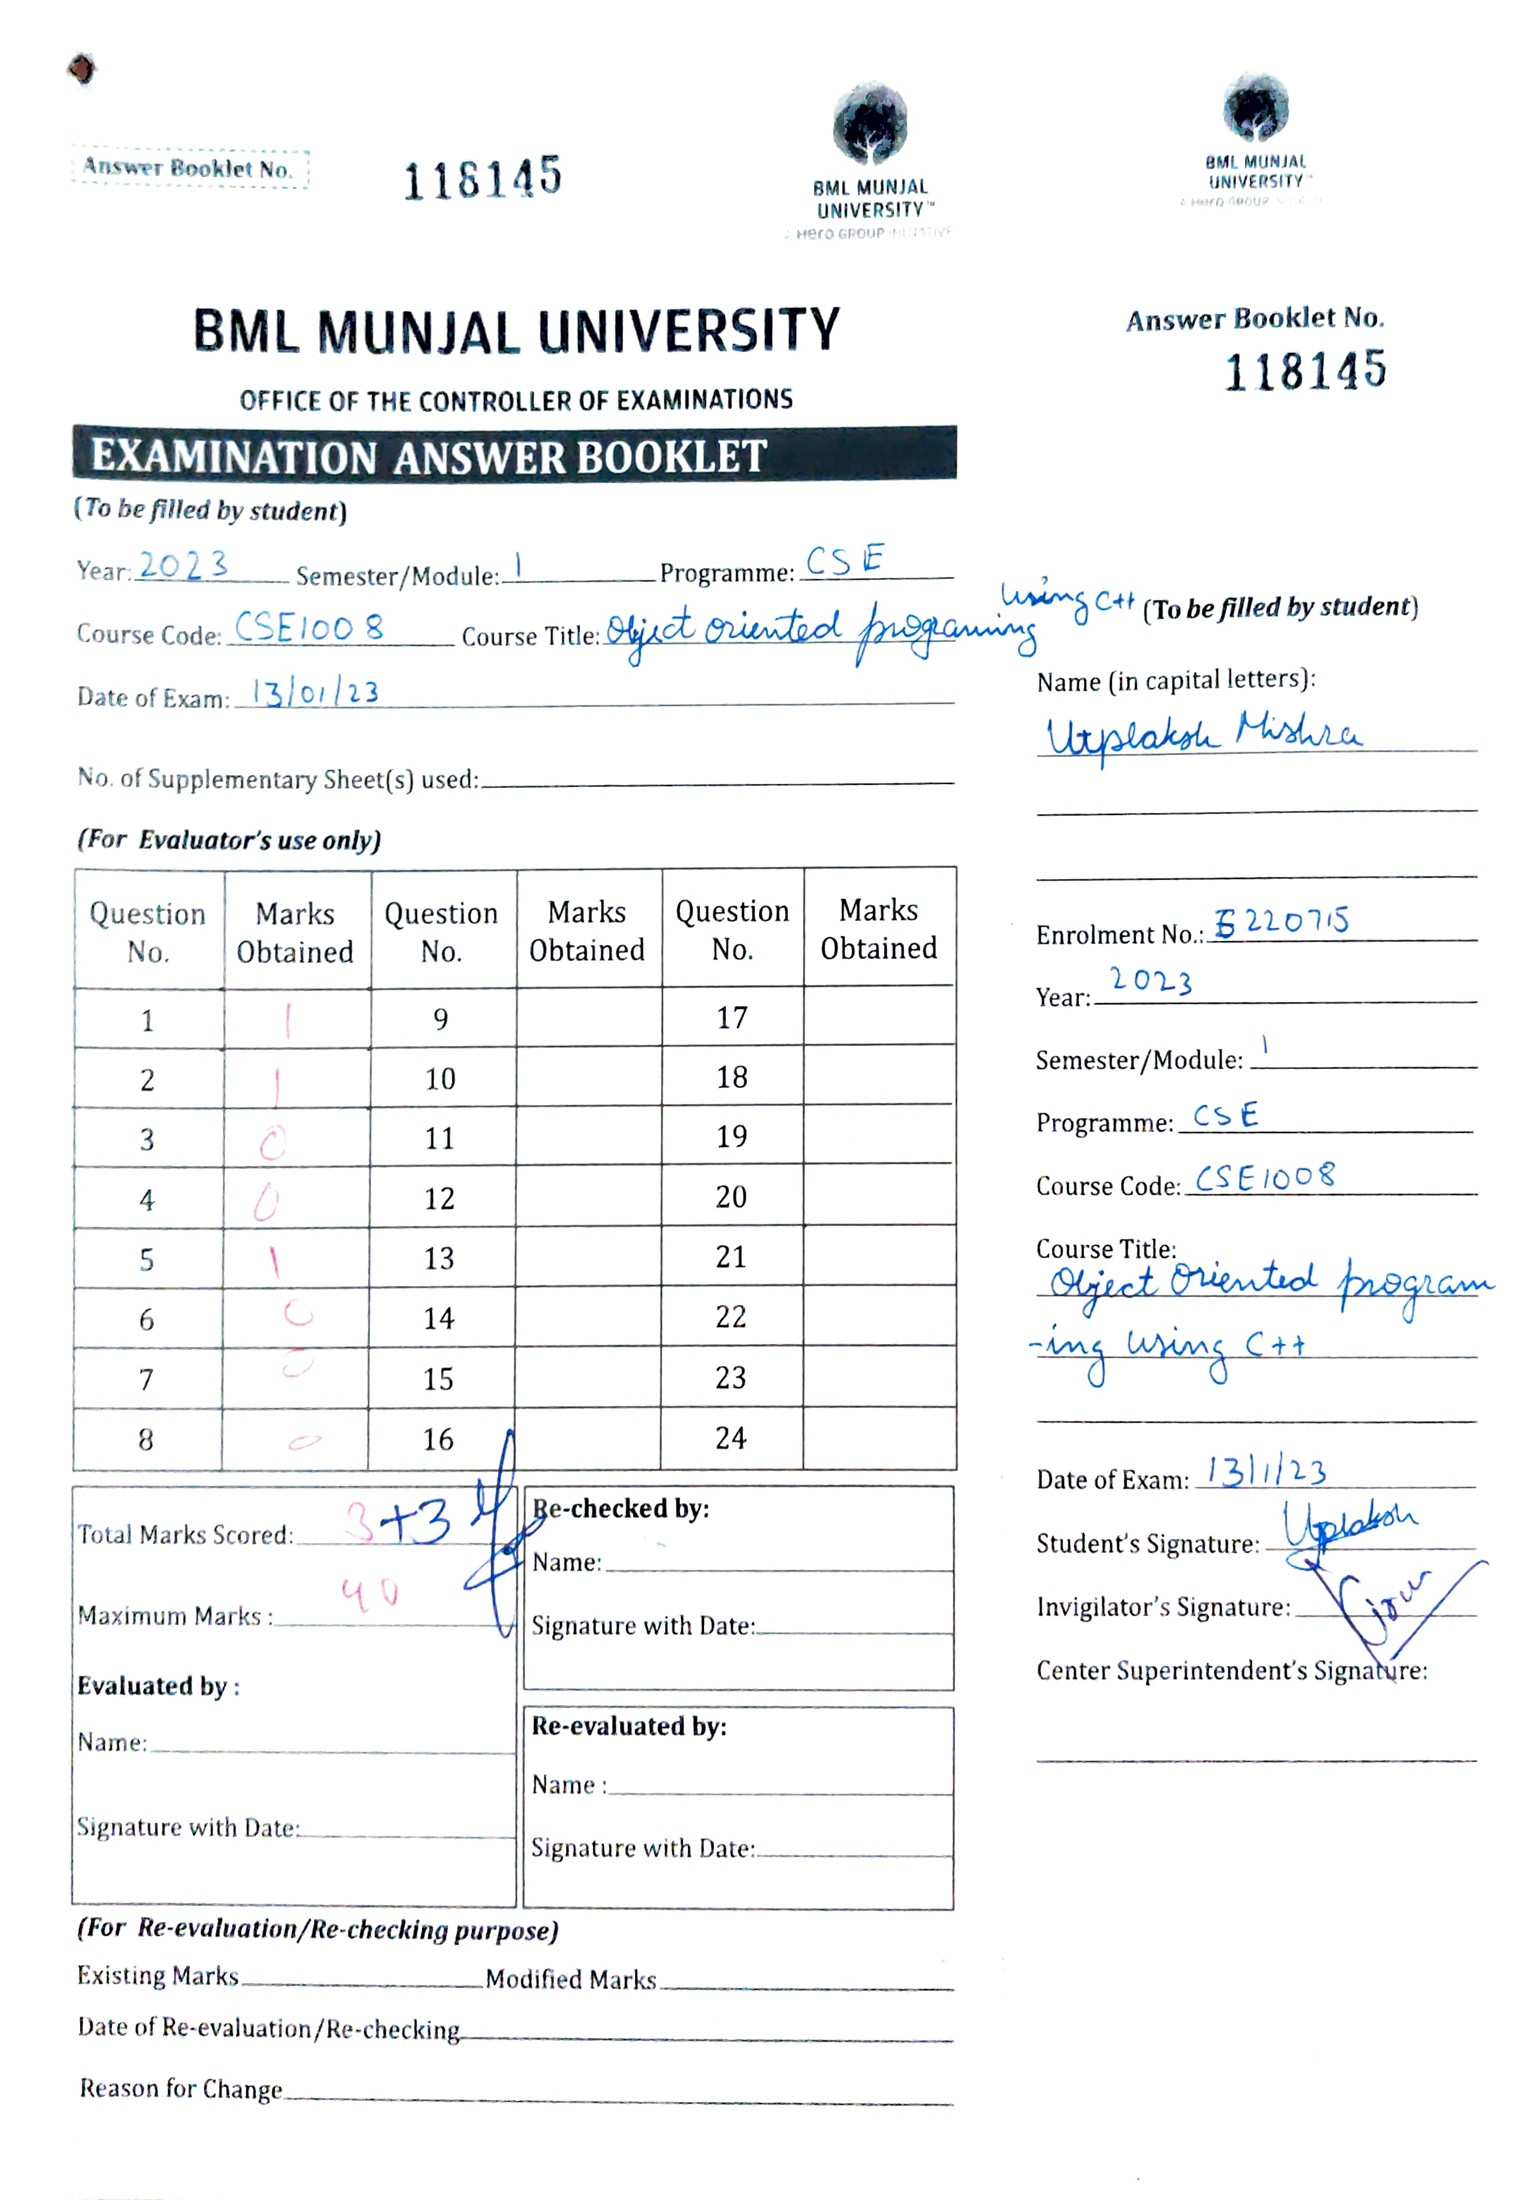 Answer Booklet No.
118145
BML MUNJAL
UNIVERSITY™
A Hero GROUP INITIATIVE
BML MUNJAL
UNIVERSITY™
A Hero GROUP
BML MUNJAL UNIVERSITY
OFFICE OF THE CONTROLLER OF EXAMINATIONS
EXAMINATION ANSWER BOOKLET
(To be filled by student)
Year: 2023 Semester/Module: 1 Programme: CSE
Course Code: CSE1008 Course Title: Object oriented programing using C++
Date of Exam: 13/01/23
No. of Supplementary Sheet(s) used:
(For Evaluator's use only)
Question No. Marks Obtained Question No. Marks Obtained Question No. Marks Obtained
1 1 9 17
2 1 10 18
3 0 11 19
4 0 12 20
5 1 13 21
6 0 14 22
7 0 15 23
8 0 16 24
Total Marks Scored: 3+3
Maximum Marks : 40
Evaluated by :
Name:
Signature with Date:
Re-checked by:
Name:
Signature with Date:
Re-evaluated by:
Name :
Signature with Date:
(For Re-evaluation/Re-checking purpose)
Existing Marks Modified Marks
Date of Re-evaluation/Re-checking
Reason for Change
Answer Booklet No.
118145
(To be filled by student)
Name (in capital letters):
Utplaksh Mishra
Enrolment No.: 220715
Year: 2023
Semester/Module: 1
Programme: CSE
Course Code: CSE1008
Course Title:
Object Oriented program
-ing using C++
Date of Exam: 13/1/23
Student's Signature: Utplaksh
Invigilator's Signature:
Center Superintendent's Signature: